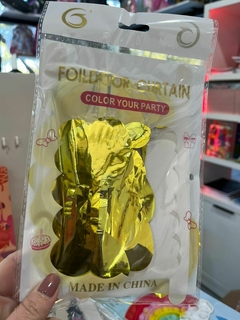 FOIL DOOR CURTAIN
COLOR YOUR PARTY
MADE IN CHINA